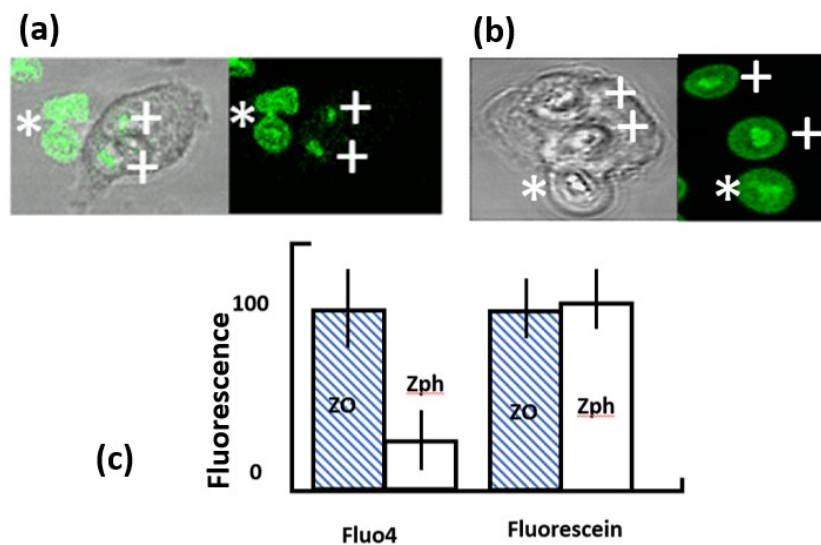 (a)
(b)
*
+
+
*
+
+
+
+
*
+
+
*
Fluorescence
100
0
ZO
Zph
ZO
Zph
(c)
Fluo4
Fluorescein